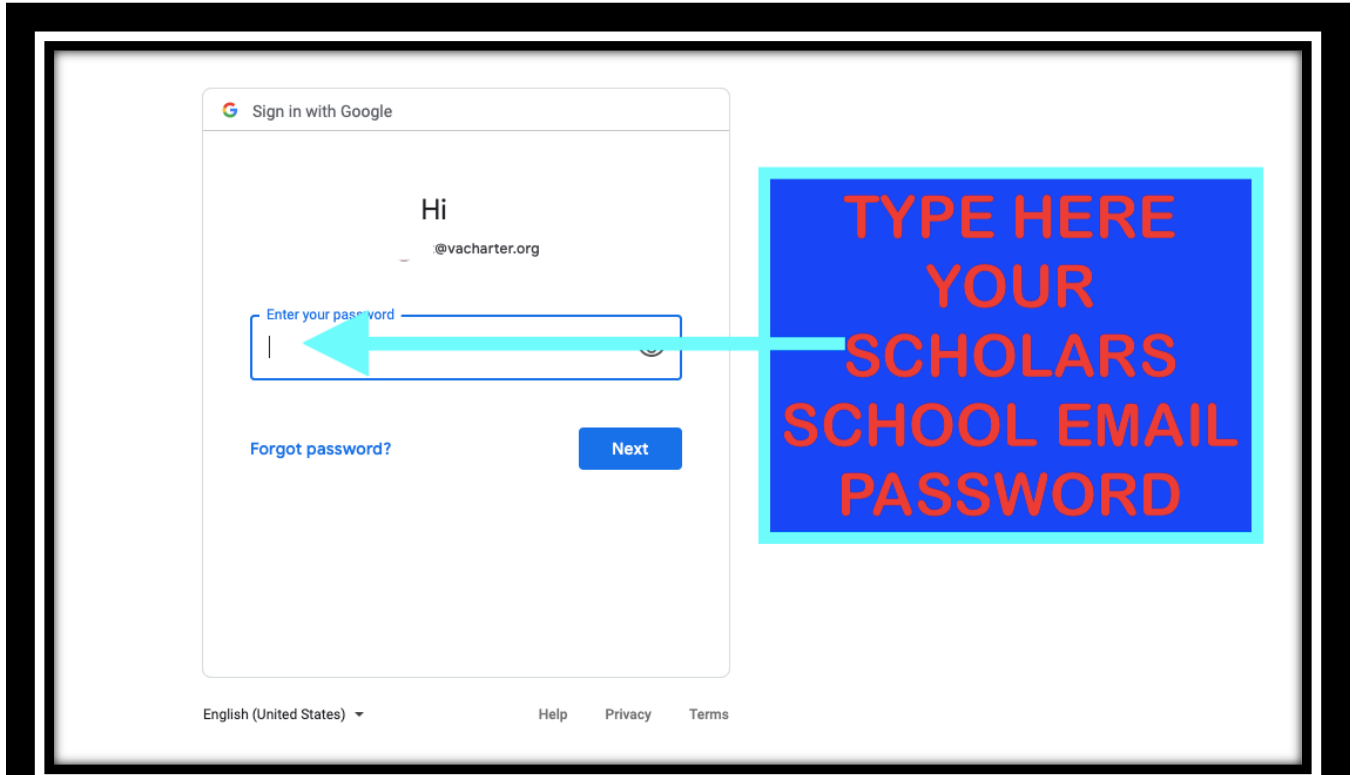 Sign in with Google
Hi
@vacharter.org
Enter your password
Forgot password?
Next
English (United States)
Help Privacy Terms
TYPE HERE
YOUR
SCHOLARS
SCHOOL EMAIL
PASSWORD